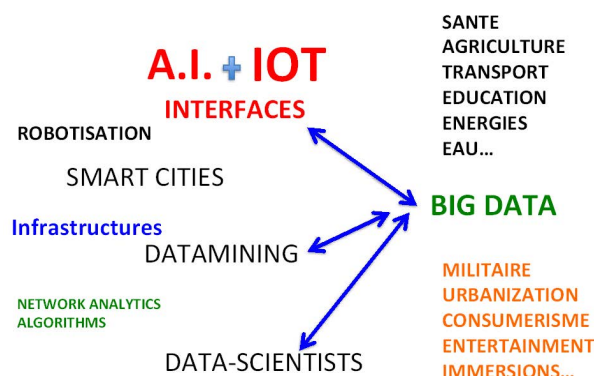 A.I. + IOT
INTERFACES
ROBOTISATION
SMART CITIES
Infrastructures
DATAMINING
NETWORK ANALYTICS
ALGORITHMS
DATA-SCIENTISTS
SANTE
AGRICULTURE
TRANSPORT
EDUCATION
ENERGIES
EAU...
BIG DATA
MILITAIRE
URBANIZATION
CONSUMERISME
ENTERTAINMENT
IMMERSIONS...